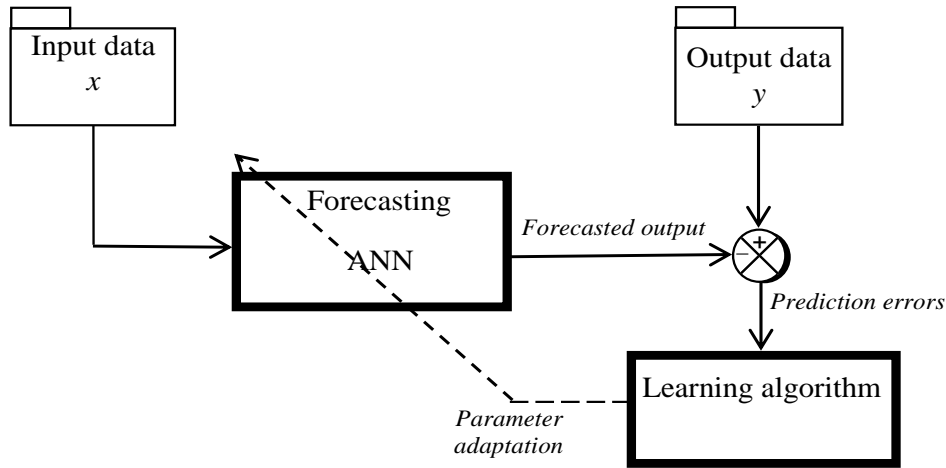 Input data
x
Output data
y
Forecasting
ANN
Forecasted output
+
−
Prediction errors
Learning algorithm
Parameter
adaptation